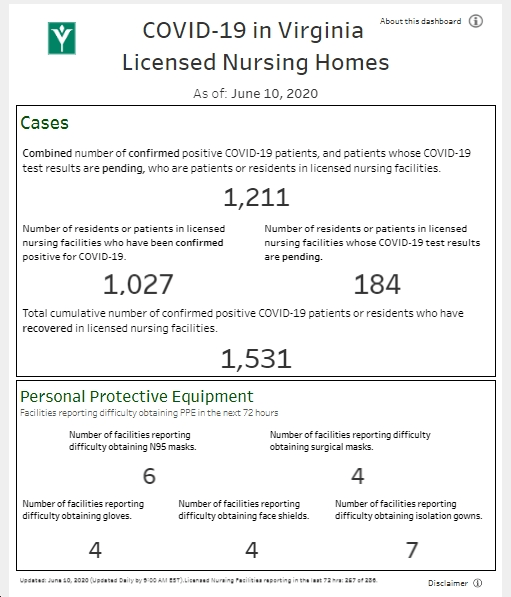 About this dashboard
COVID-19 in Virginia
Licensed Nursing Homes
As of: June 10, 2020
Cases
Combined number of confirmed positive COVID-19 patients, and patients whose COVID-19
test results are pending, who are patients or residents in licensed nursing facilities.
1,211
Number of residents or patients in licensed
nursing facilities who have been confirmed
positive for COVID-19.
1,027
Number of residents or patients in licensed
nursing facilities whose COVID-19 test results
are pending.
184
Total cumulative number of confirmed positive COVID-19 patients or residents who have
recovered in licensed nursing facilities.
1,531
Personal Protective Equipment
Facilities reporting difficulty obtaining PPE in the next 72 hours
Number of facilities reporting
difficulty obtaining N95 masks.
6
Number of facilities reporting difficulty
obtaining surgical masks.
4
Number of facilities reporting
difficulty obtaining gloves.
4
Number of facilities reporting
difficulty obtaining face shields.
4
Number of facilities reporting
difficulty obtaining isolation gowns.
7
Updated: June 10, 2020 (Updated Daily by 9:00 AM EST). Licensed Nursing Facilities reporting in the last 72 hrs: 257 of 286.
Disclaimer